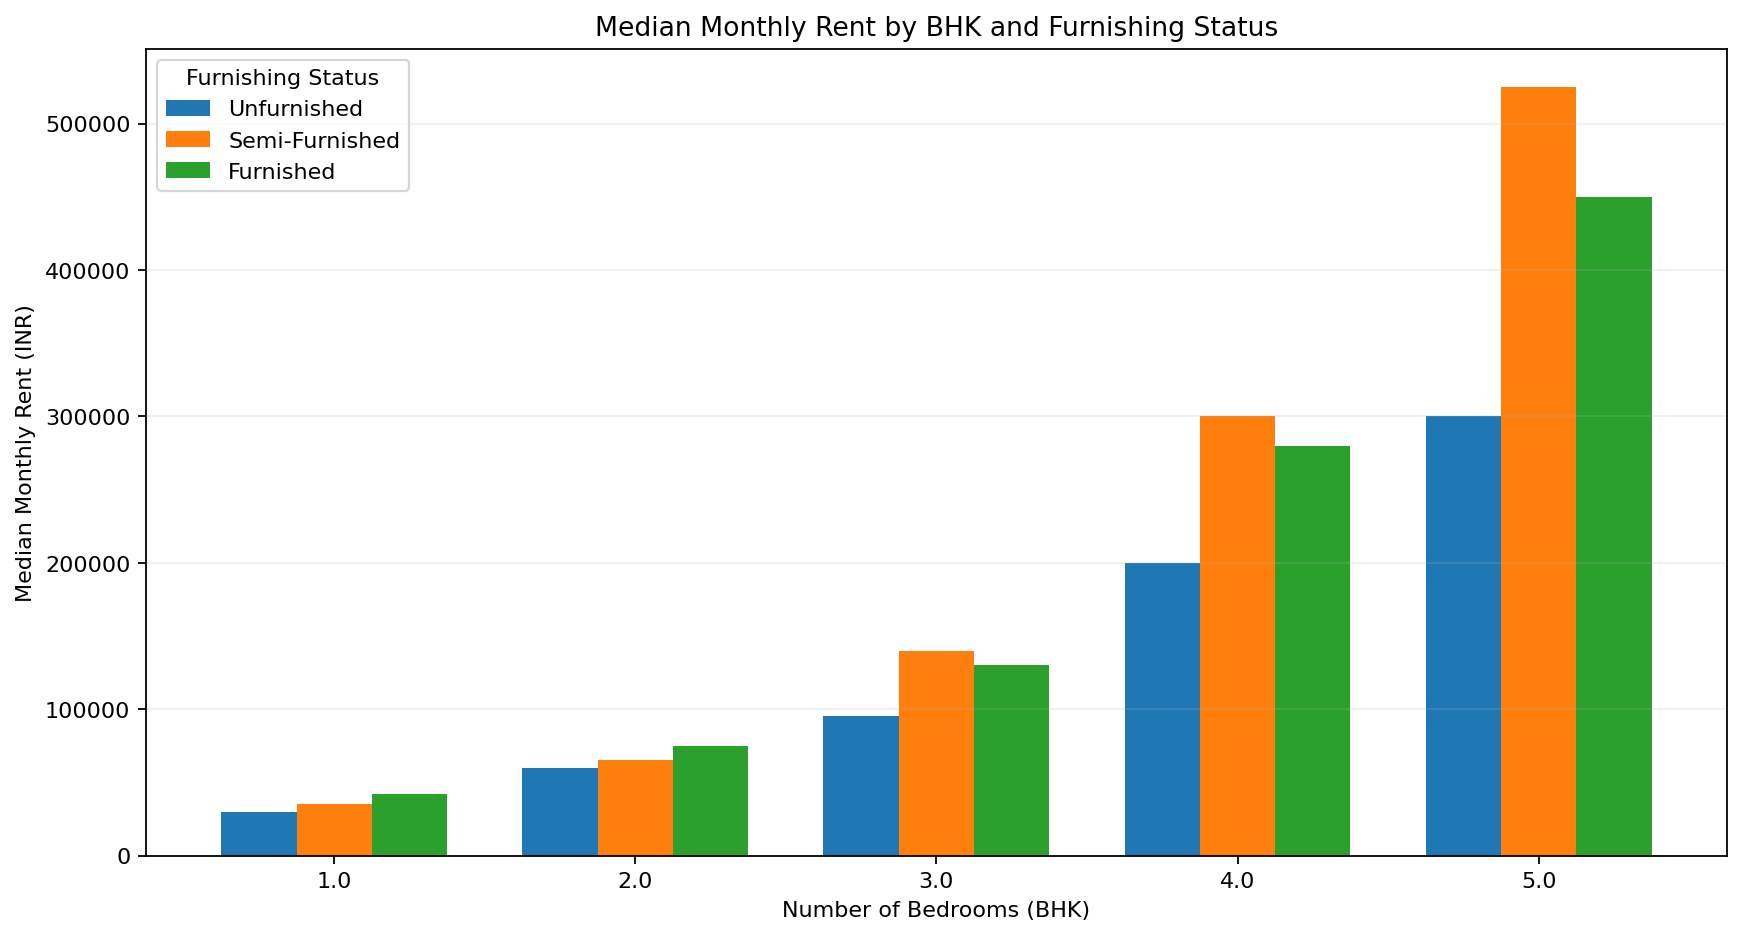 Median Monthly Rent by BHK and Furnishing Status
Furnishing Status
Unfurnished
Semi-Furnished
Furnished
Median Monthly Rent (INR)
500000
400000
300000
200000
100000
0
1.0 2.0 3.0 4.0 5.0
Number of Bedrooms (BHK)